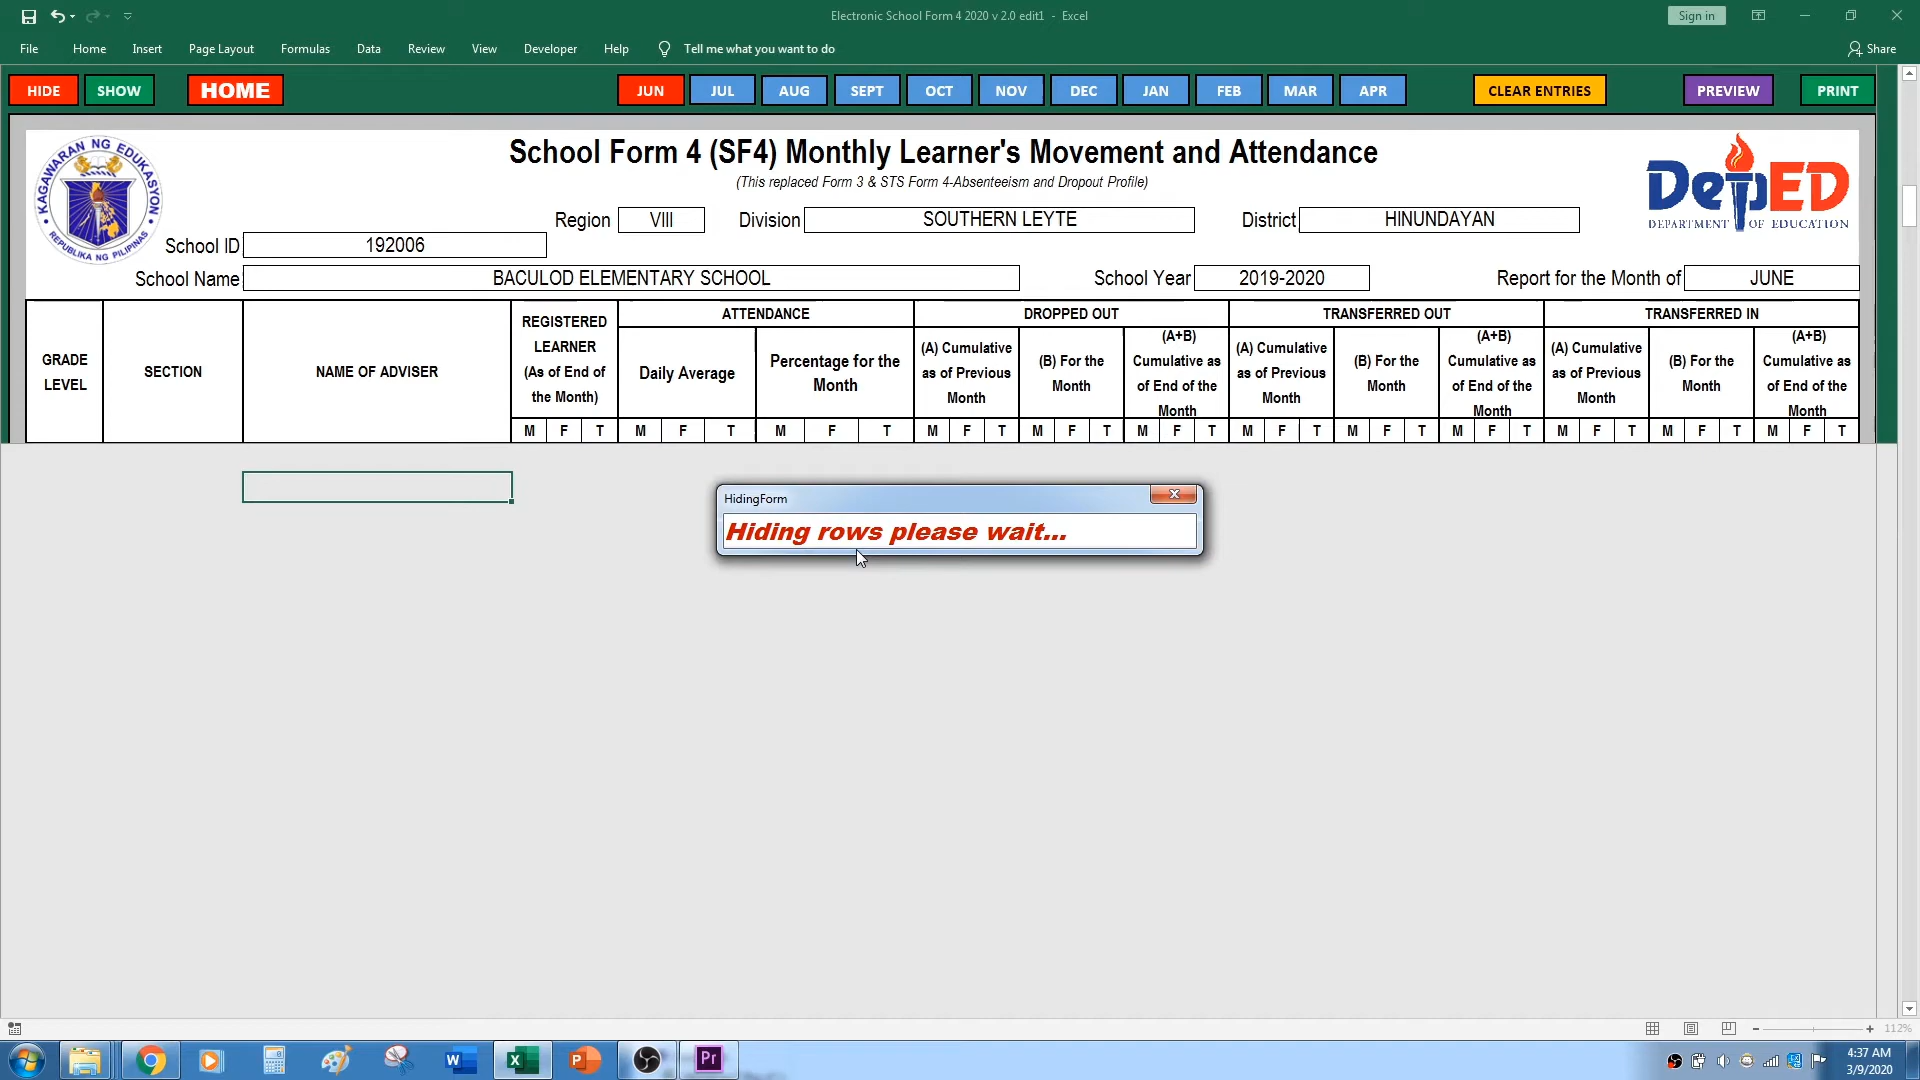 Electronic School Form 4 2020 v 2.0 edit1 - Excel
Sign in
File Home Insert Page Layout Formulas Data Review View Developer Help Tell me what you want to do Share
HIDE SHOW HOME JUN JUL AUG SEPT OCT NOV DEC JAN FEB MAR APR CLEAR ENTRIES PREVIEW PRINT
KAGAWARAN NG EDUKASYON
REPUBLIKA NG PILIPINAS
School Form 4 (SF4) Monthly Learner's Movement and Attendance
(This replaced Form 3 & STS Form 4-Absenteeism and Dropout Profile)
DepED
DEPARTMENT OF EDUCATION
Region VIII Division SOUTHERN LEYTE District HINUNDAYAN
School ID 192006
School Name BACULOD ELEMENTARY SCHOOL School Year 2019-2020 Report for the Month of JUNE
GRADE
LEVEL
SECTION
NAME OF ADVISER
REGISTERED
LEARNER
(As of End of
the Month)
ATTENDANCE
Daily Average
Percentage for the
Month
DROPPED OUT
(A) Cumulative
as of Previous
Month
(B) For the
Month
(A+B)
Cumulative as
of End of the
Month
TRANSFERRED OUT
(A) Cumulative
as of Previous
Month
(B) For the
Month
(A+B)
Cumulative as
of End of the
Month
TRANSFERRED IN
(A) Cumulative
as of Previous
Month
(B) For the
Month
(A+B)
Cumulative as
of End of the
Month
M F T M F T M F T M F T M F T M F T M F T M F T M F T M F T M F T M F T
HidingForm
Hiding rows please wait...
112%
4:37 AM
3/9/2020